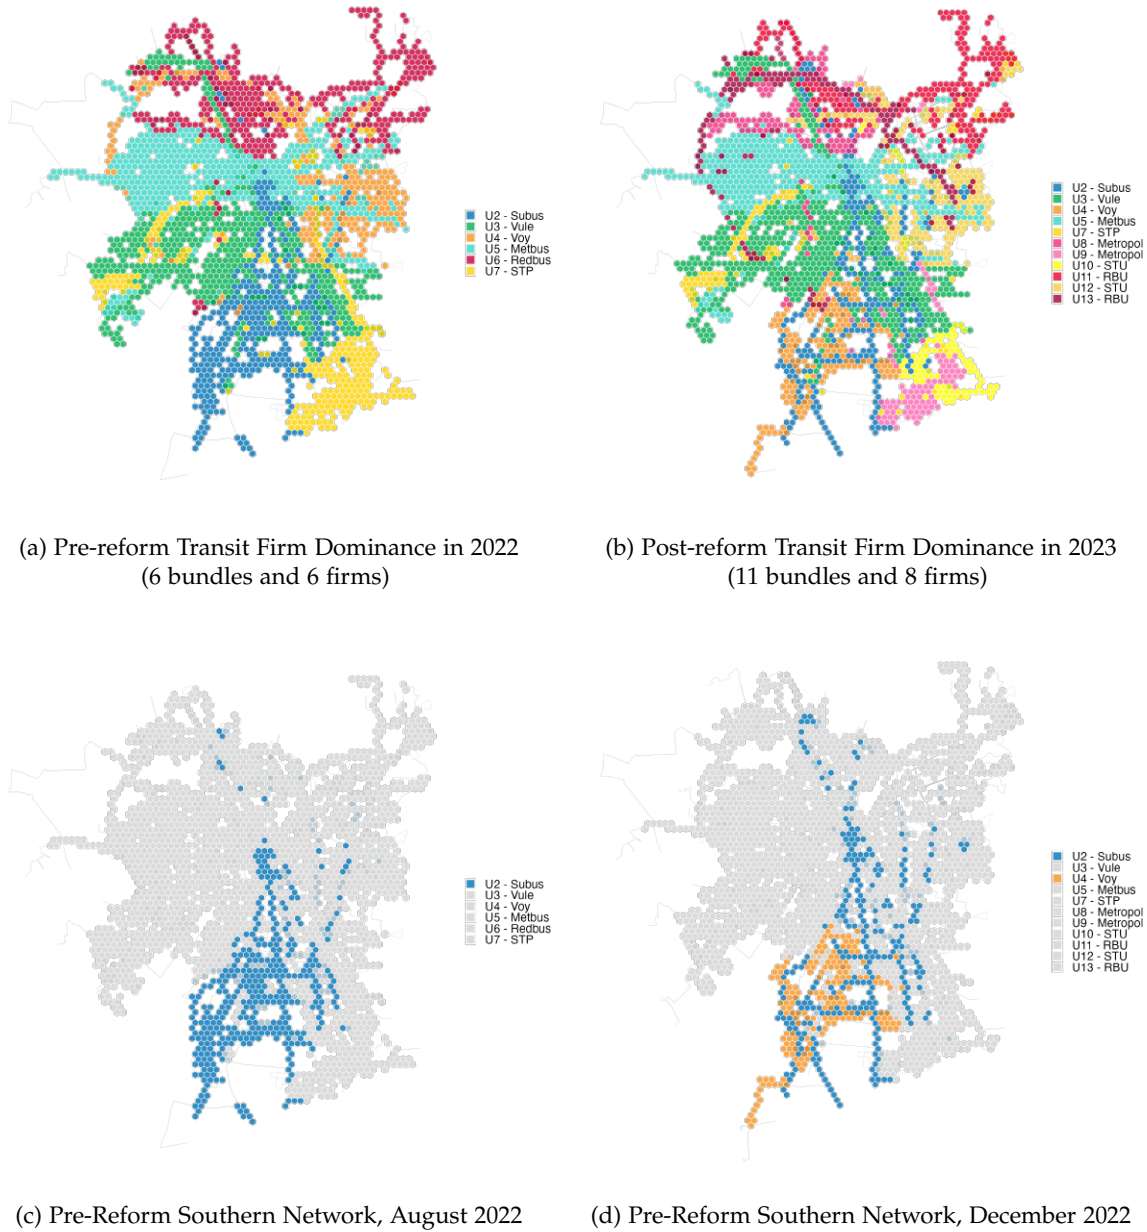 U2 - Subus
U3 - Vule
U4 - Voy
U5 - Metbus
U6 - Redbus
U7 - STP
U2 - Subus
U3 - Vule
U4 - Voy
U5 - Metbus
U7 - STP
U8 - Metropol
U9 - Metropol
U10 - STU
U11 - RBU
U12 - STU
U13 - RBU
(a) Pre-reform Transit Firm Dominance in 2022
(6 bundles and 6 firms)
(b) Post-reform Transit Firm Dominance in 2023
(11 bundles and 8 firms)
U2 - Subus
U3 - Vule
U4 - Voy
U5 - Metbus
U6 - Redbus
U7 - STP
U2 - Subus
U3 - Vule
U4 - Voy
U5 - Metbus
U7 - STP
U8 - Metropol
U9 - Metropol
U10 - STU
U11 - RBU
U12 - STU
U13 - RBU
(c) Pre-Reform Southern Network, August 2022
(d) Pre-Reform Southern Network, December 2022